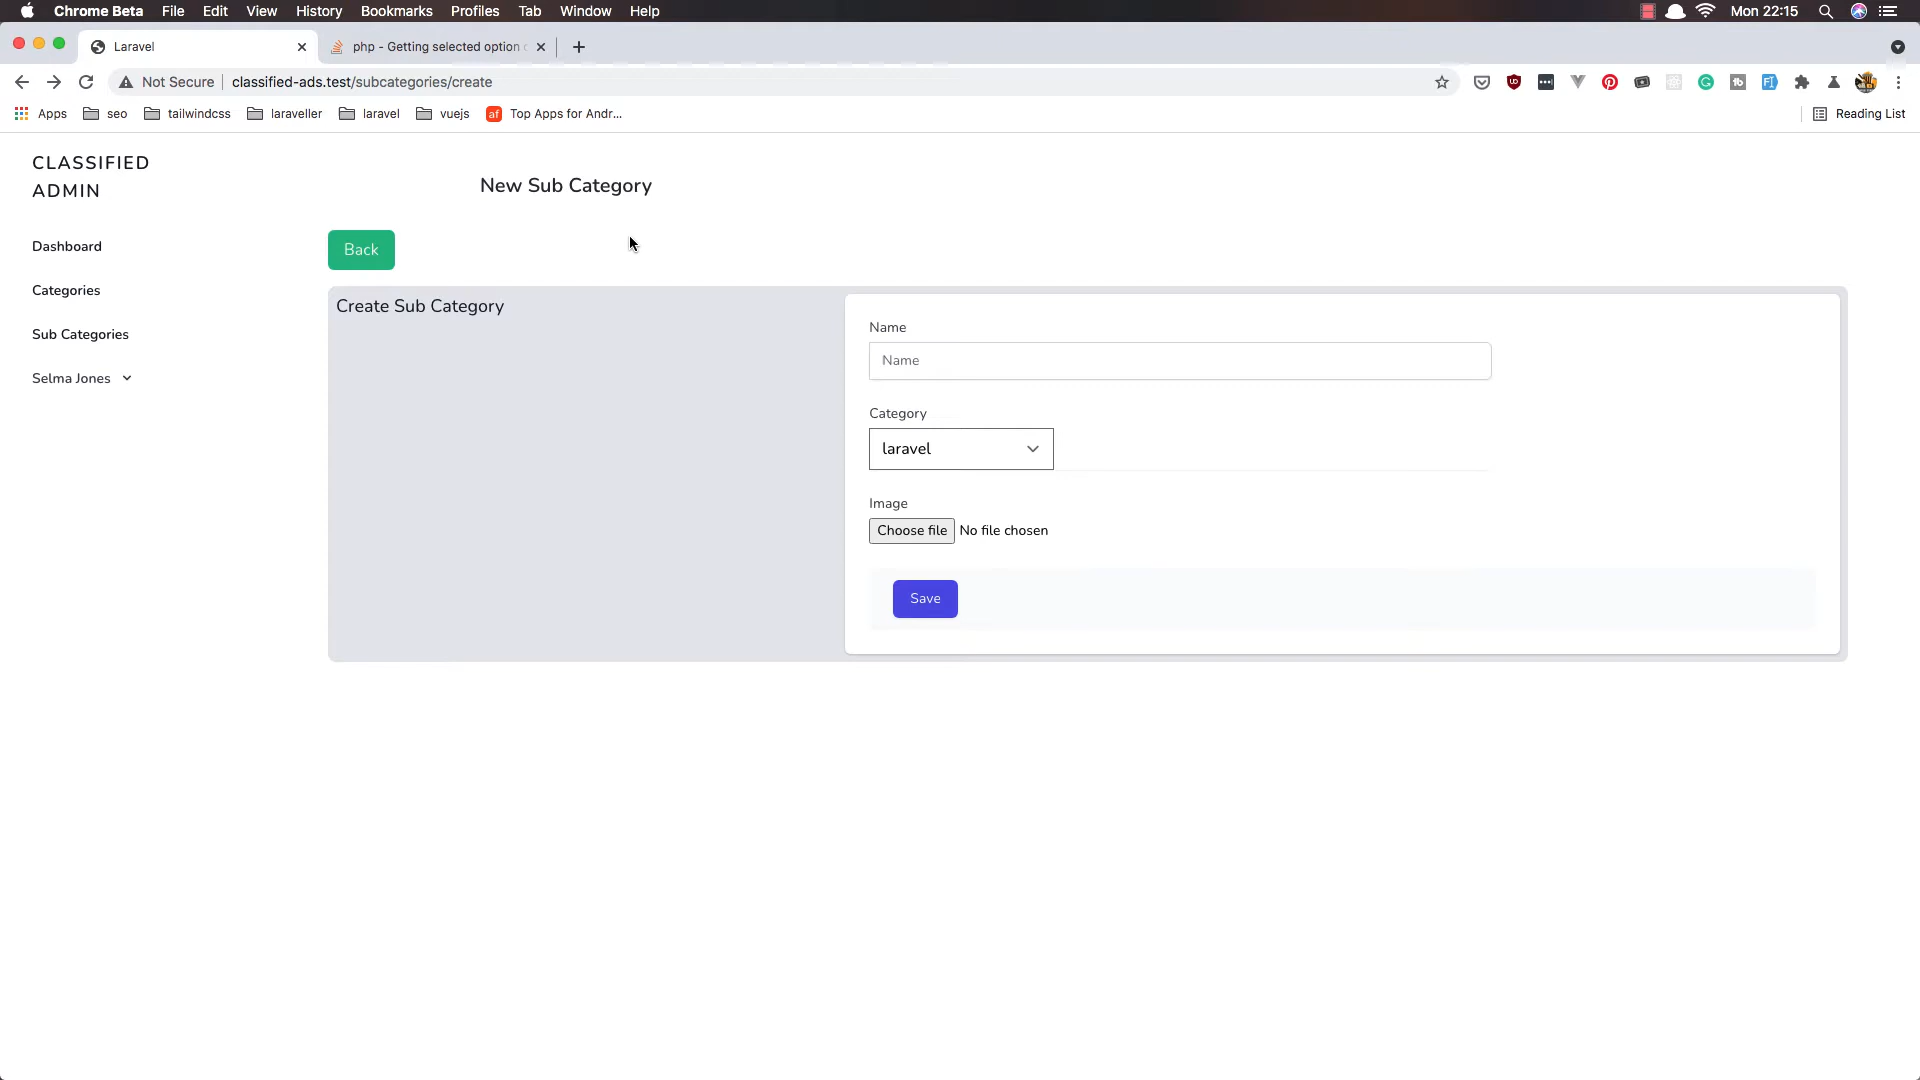 Chrome Beta File Edit View History Bookmarks Profiles Tab Window Help Mon 22:15
Laravel php - Getting selected option
Not Secure classified-ads.test/subcategories/create
Apps seo tailwindcss laraveller laravel vuejs af Top Apps for Andr... Reading List
CLASSIFIED
ADMIN
New Sub Category
Dashboard
Back
Categories
Create Sub Category
Name
Sub Categories
Name
Selma Jones
Category
laravel
Image
Choose file No file chosen
Save